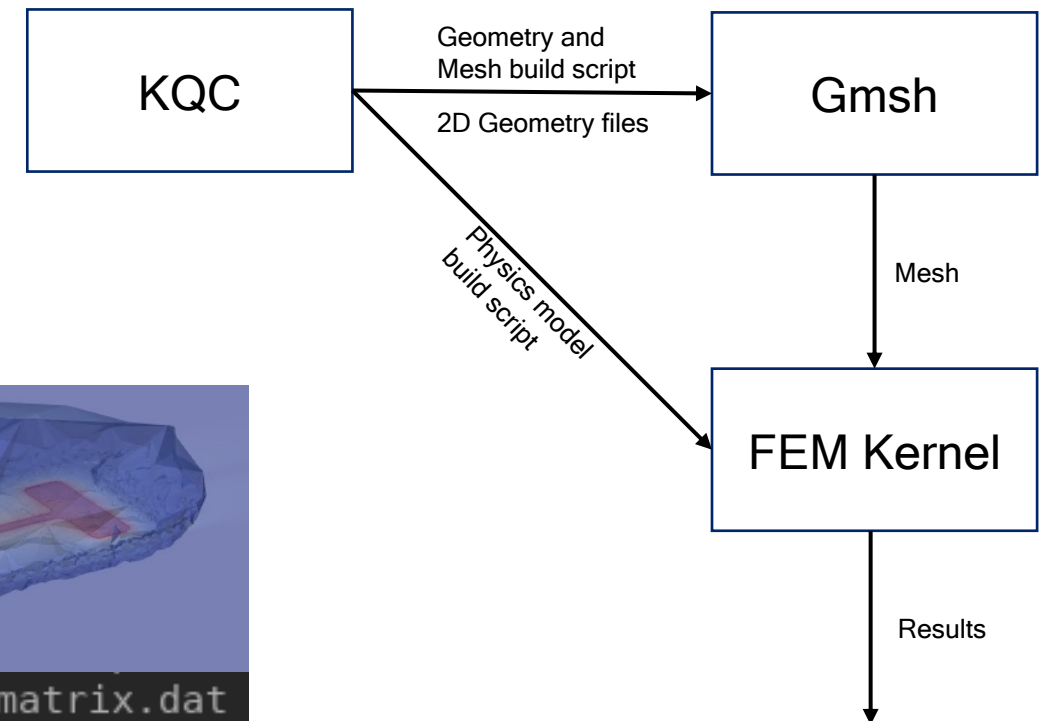 KQC
Geometry and
Mesh build script
2D Geometry files
Gmsh
Physics model
build script
Mesh
FEM Kernel
Results
matrix.dat